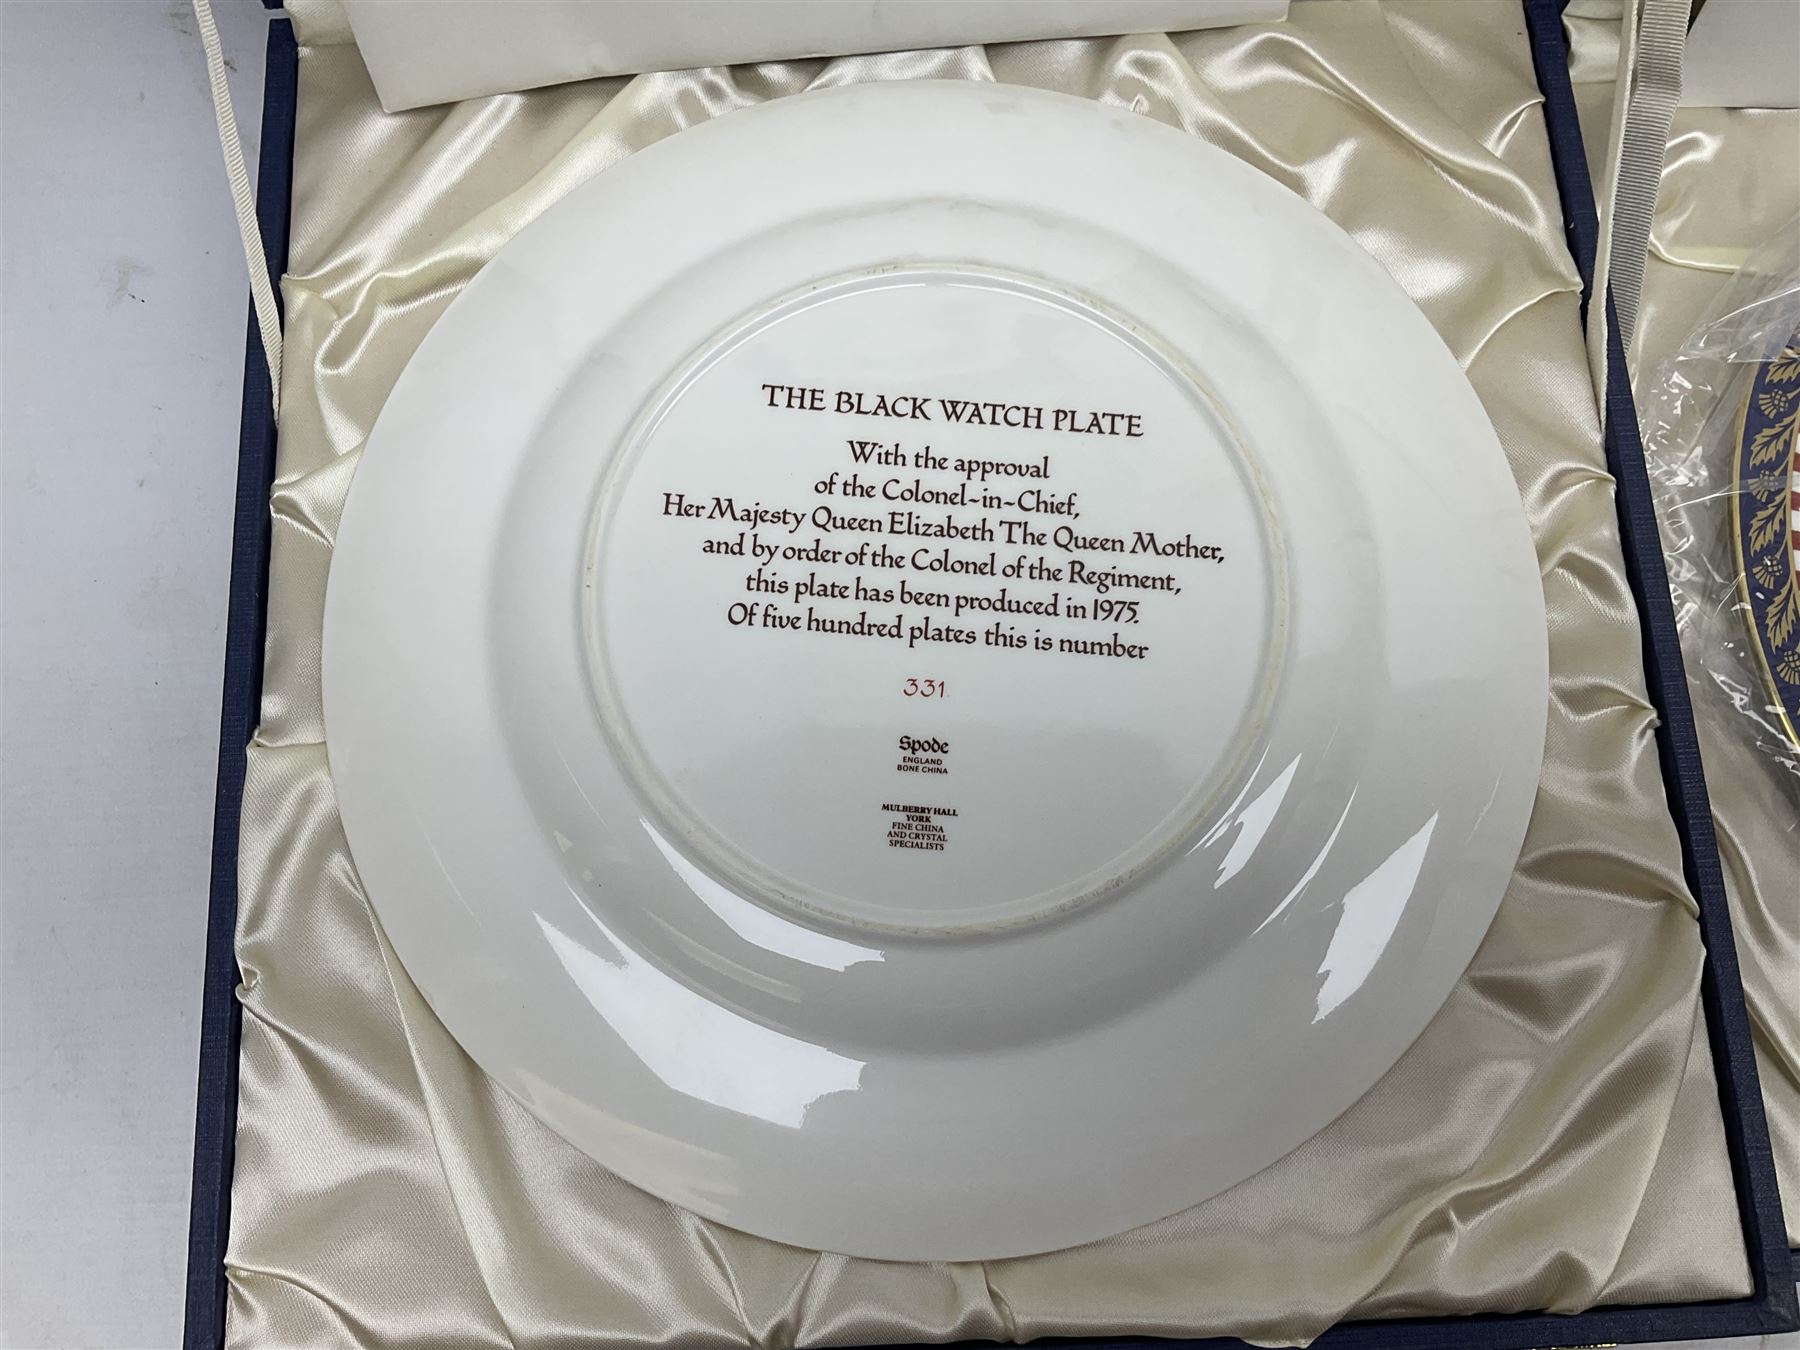 THE BLACK WATCH PLATE
With the approval
of the Colonel-in-Chief,
Her Majesty Queen Elizabeth The Queen Mother,
and by order of the Colonel of the Regiment,
this plate has been produced in 1975.
Of five hundred plates this is number
331
Spode
ENGLAND
BONE CHINA
MULBERRY HALL
YORK
FINE CHINA
AND CRYSTAL
SPECIALISTS